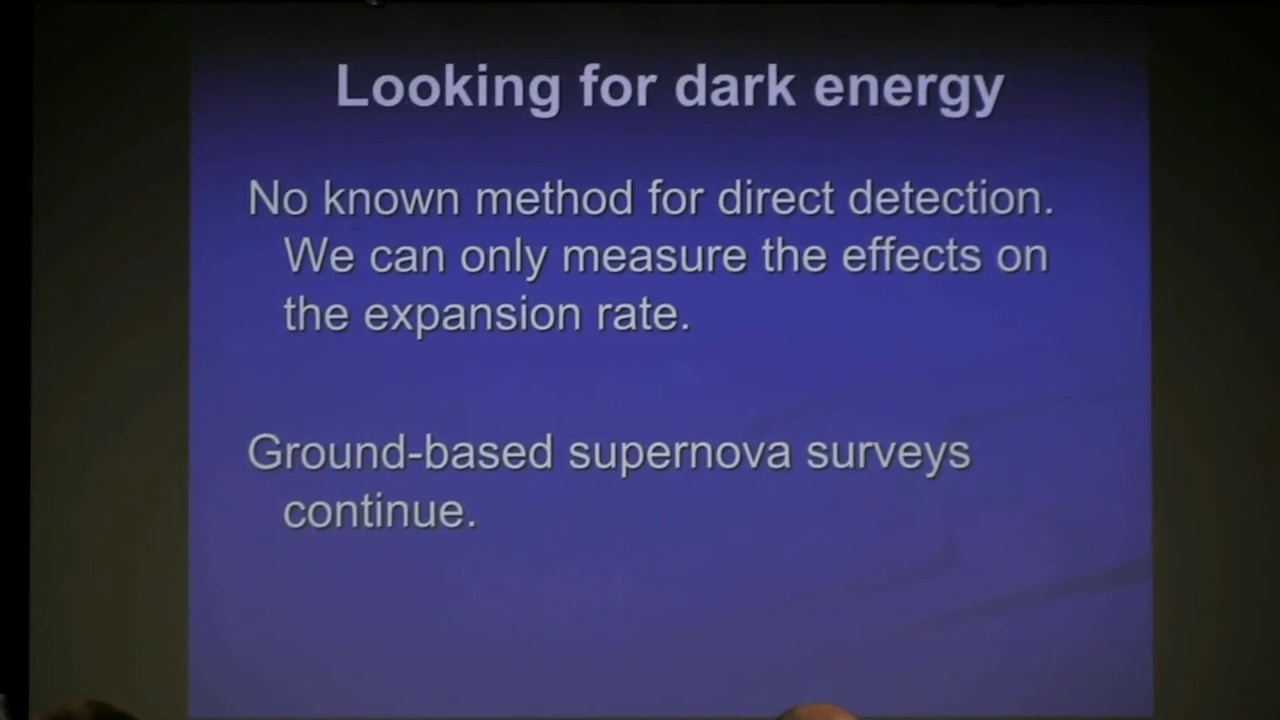 Looking for dark energy
No known method for direct detection.
We can only measure the effects on
the expansion rate.
Ground-based supernova surveys
continue.